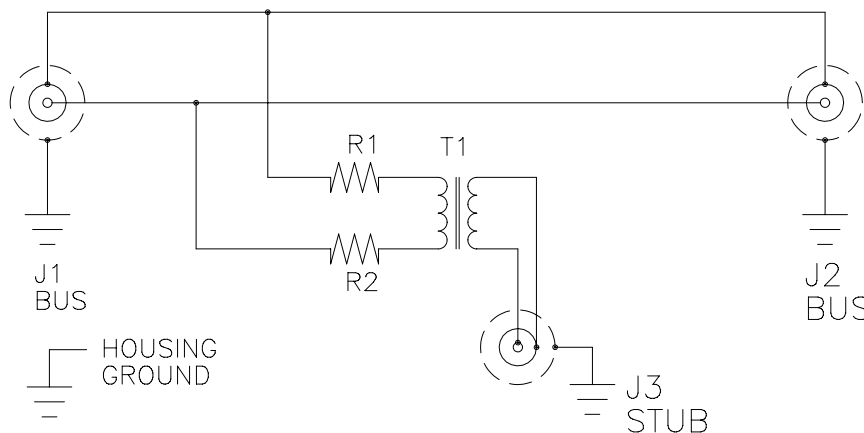 R1
T1
R2
J1
BUS
J2
BUS
HOUSING
GROUND
J3
STUB